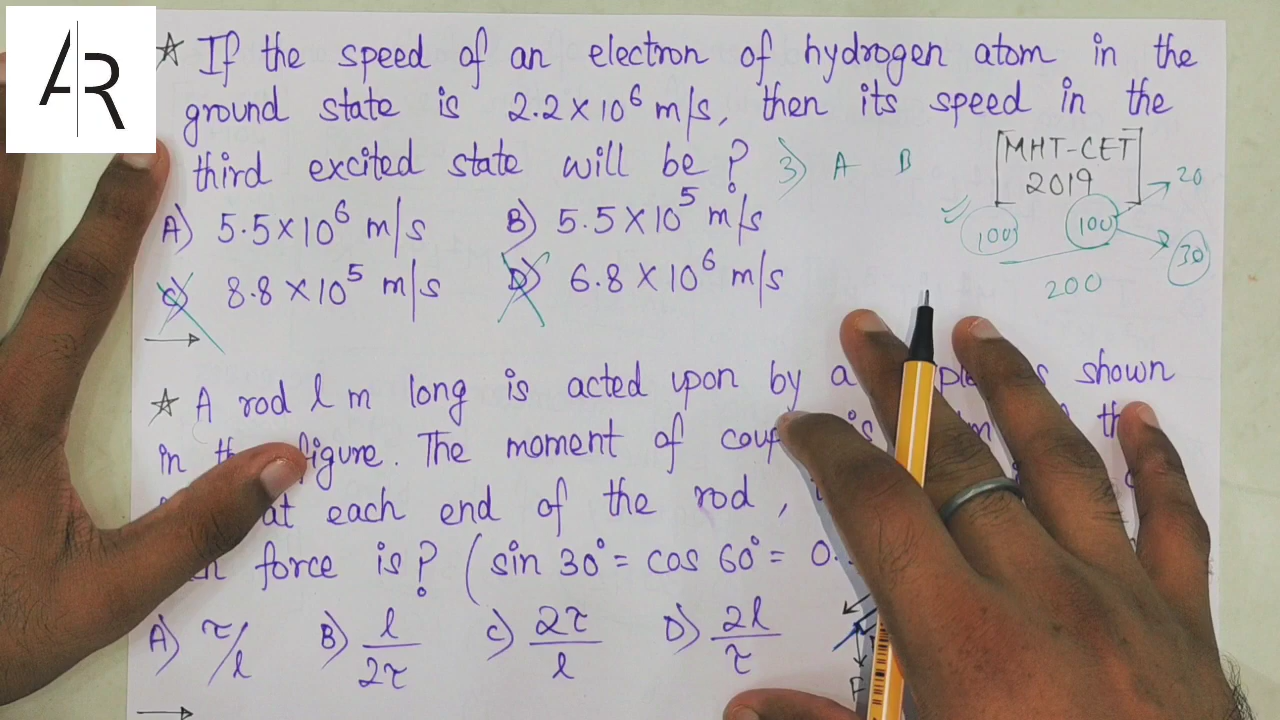 AR
☆ If the speed of an electron of hydrogen atom in the
ground state is 2.2 × 10⁶ m/s, then its speed in the
third excited state will be ? 3) A B
[MHT-CET
2019]
A) 5.5 × 10⁶ m/s B) 5.5 × 10⁵ m/s
C) 8.8 × 10⁵ m/s D) 6.8 × 10⁶ m/s
100 100 20
30
200
☆ A rod l m long is acted upon by a shown
in figure. The moment of
at each end of the rod,
force is? (sin 30° = cos 60° = 0.
A) τ/l B) l/2τ C) 2τ/l D) 2l/τ
F